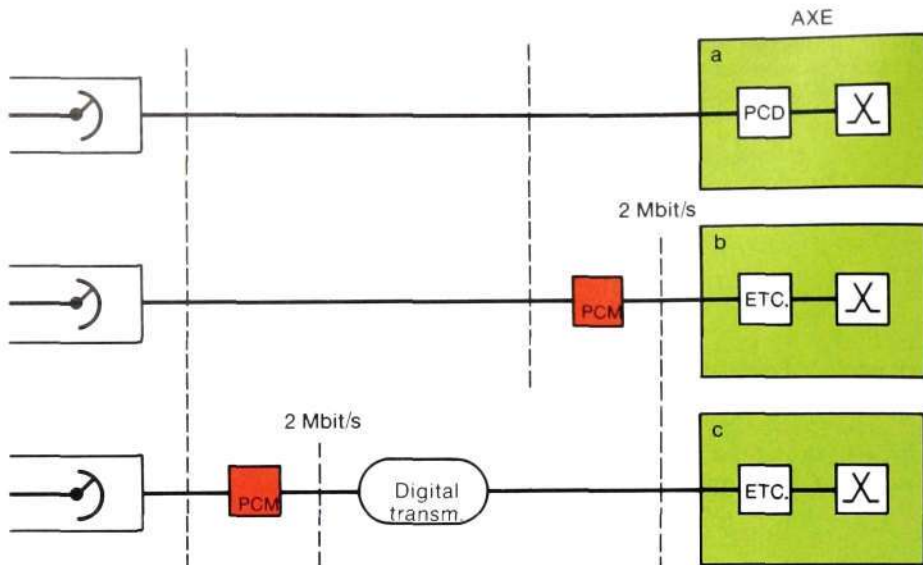 AXE
a
PCD
2 Mbit/s
b
PCM
ETC.
2 Mbit/s
c
PCM
Digital
transm.
ETC.